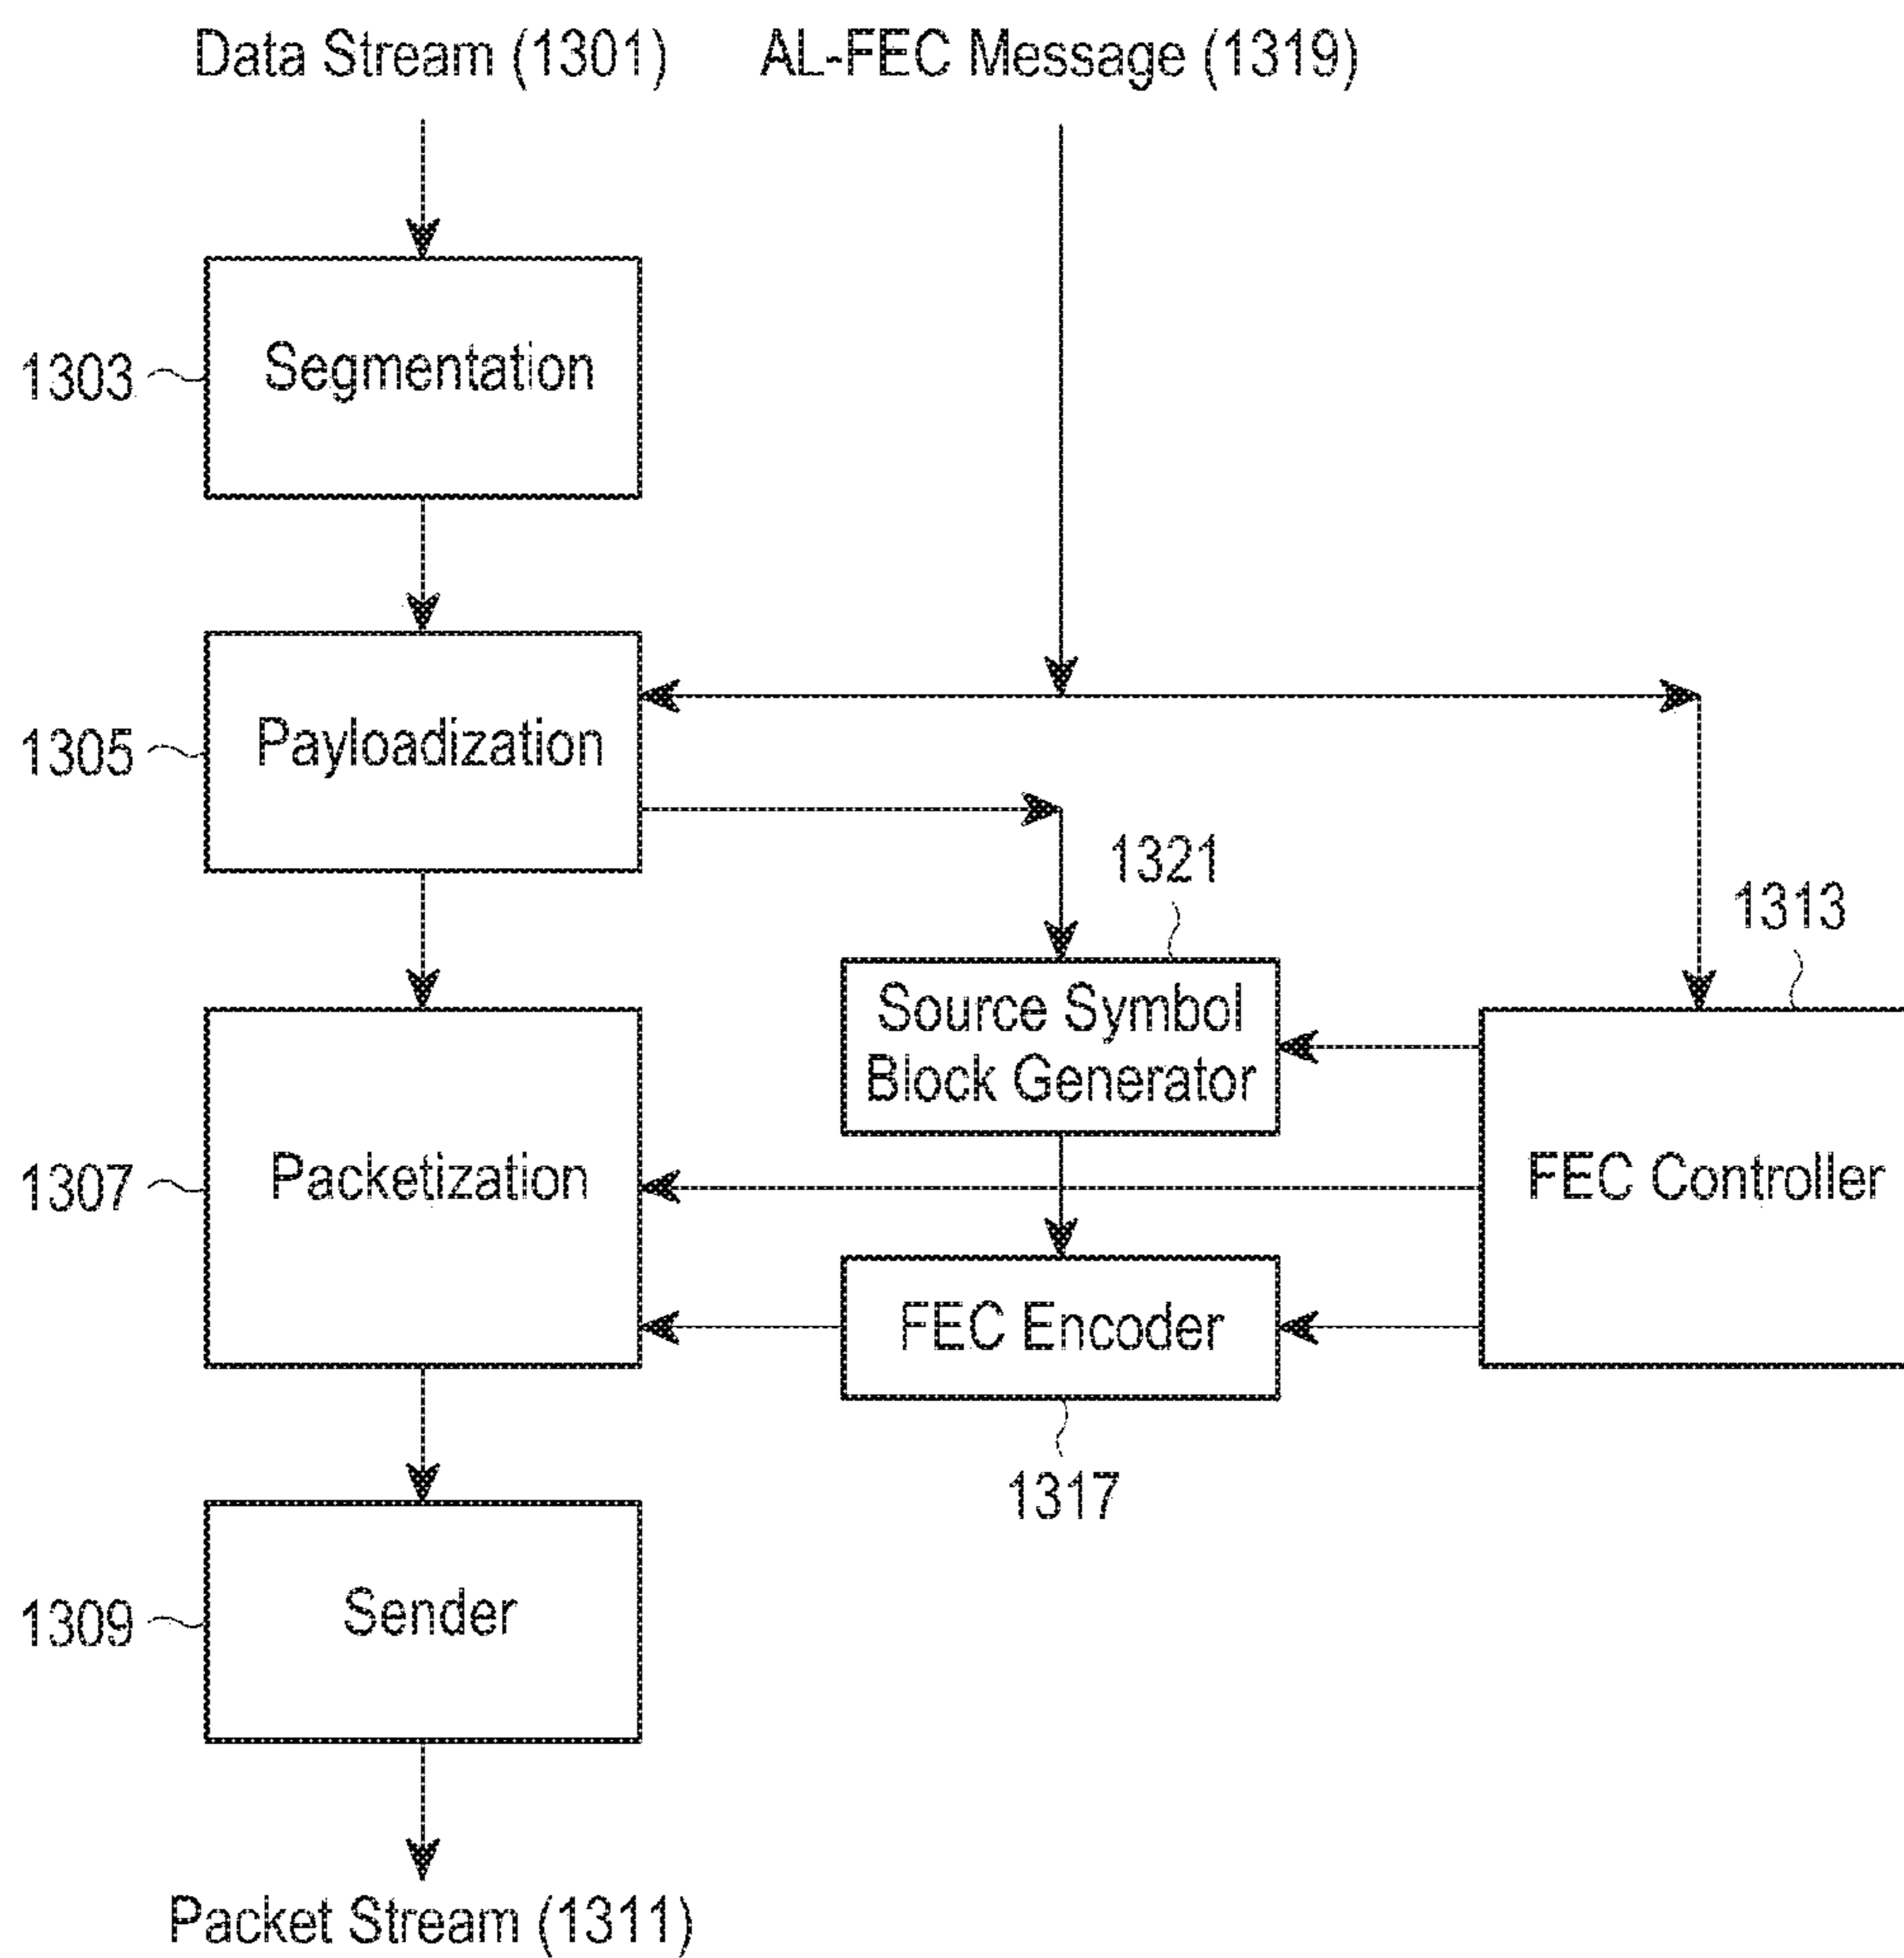 Data Stream (1301)
AL-FEC Message (1319)
1303
Segmentation
1305
Payloadization
1321
1313
Source Symbol
Block Generator
1307
Packetization
FEC Controller
FEC Encoder
1317
1309
Sender
Packet Stream (1311)